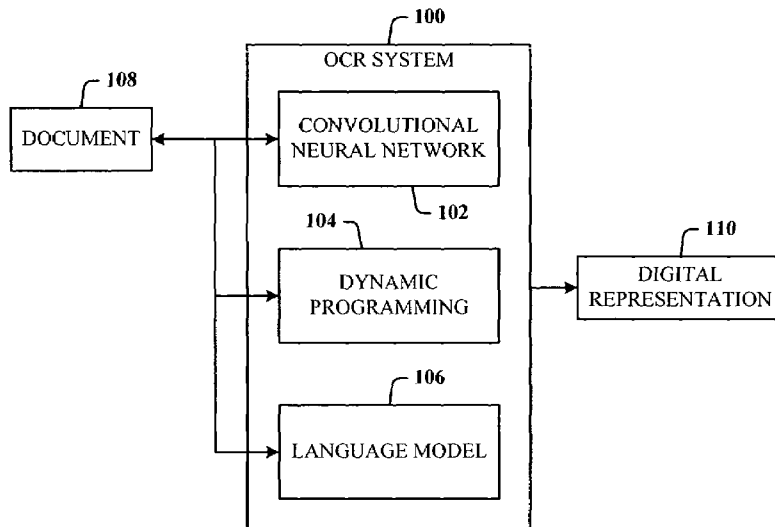 100
OCR SYSTEM
108
DOCUMENT
CONVOLUTIONAL
NEURAL NETWORK
102
104
DYNAMIC
PROGRAMMING
110
DIGITAL
REPRESENTATION
106
LANGUAGE MODEL